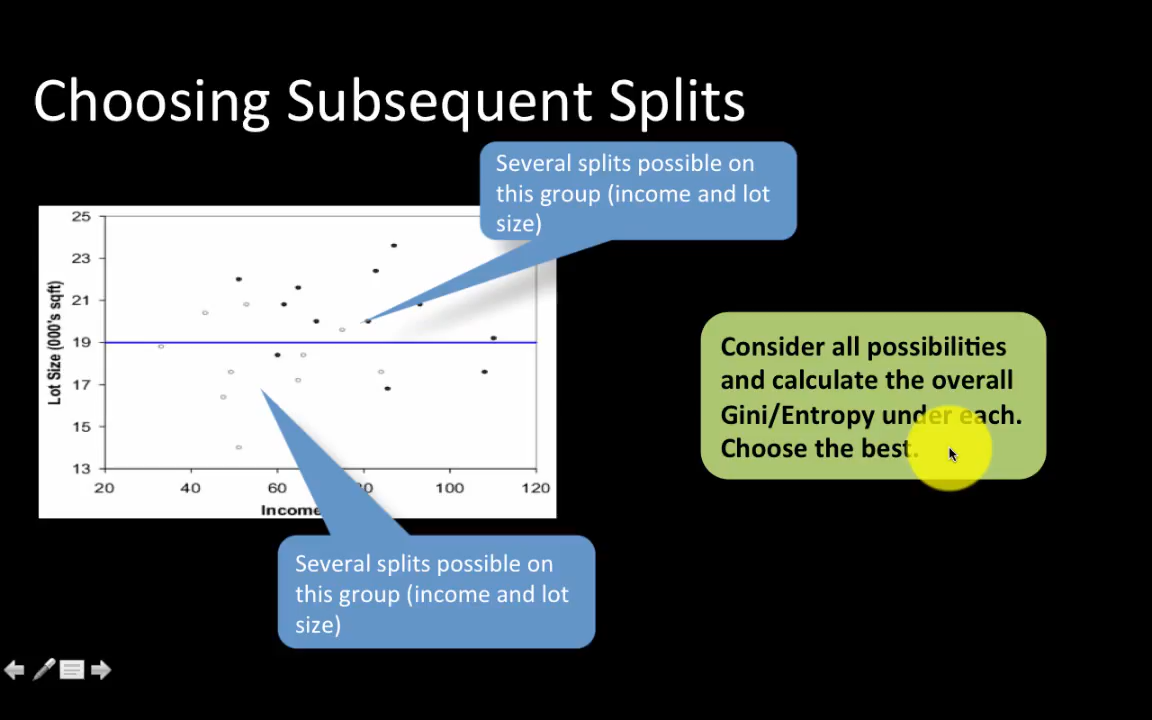 Choosing Subsequent Splits
Several splits possible on
this group (income and lot
size)
25
23
21
19
17
15
13
Lot Size (000's sqft)
20
40
60
80
100
120
Income
Consider all possibilities
and calculate the overall
Gini/Entropy under each.
Choose the best.
Several splits possible on
this group (income and lot
size)